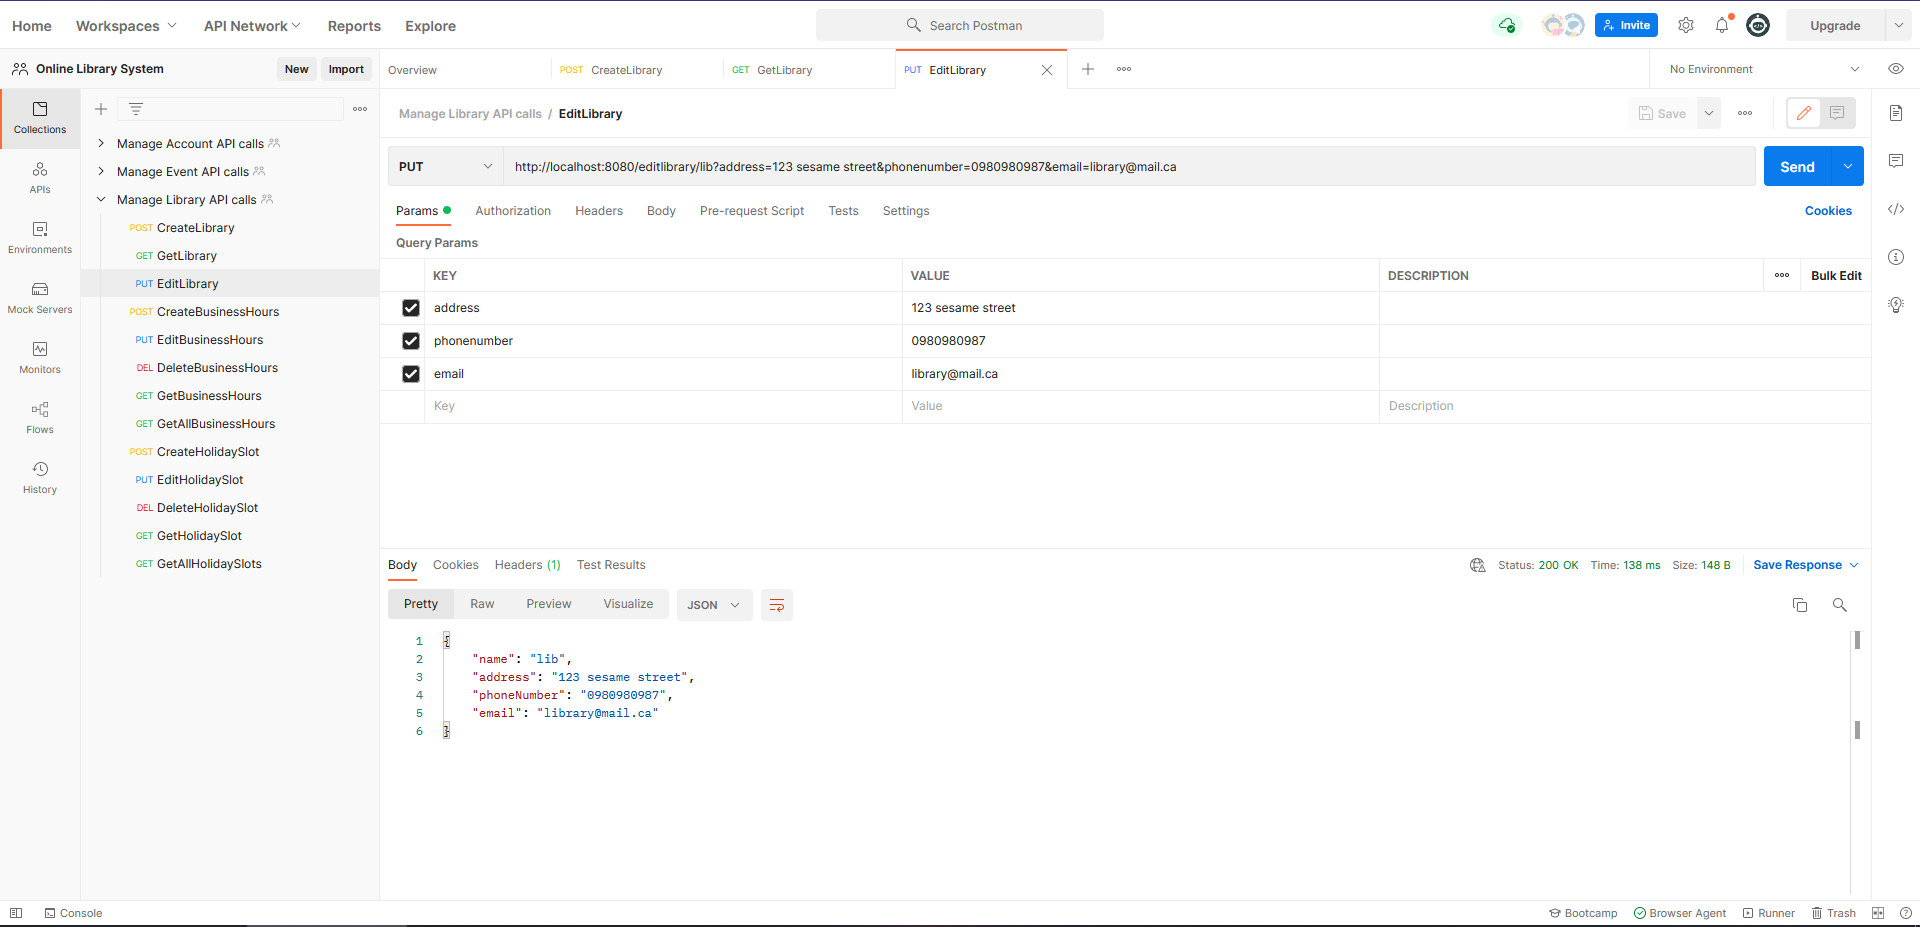 Home Workspaces API Network Reports Explore Search Postman Invite Upgrade
Online Library System New Import Overview POST CreateLibrary GET GetLibrary PUT EditLibrary No Environment
Collections
APIs
Environments
Mock Servers
Monitors
Flows
History
Manage Account API calls
Manage Event API calls
Manage Library API calls
POST CreateLibrary
GET GetLibrary
PUT EditLibrary
POST CreateBusinessHours
PUT EditBusinessHours
DEL DeleteBusinessHours
GET GetBusinessHours
GET GetAllBusinessHours
POST CreateHolidaySlot
PUT EditHolidaySlot
DEL DeleteHolidaySlot
GET GetHolidaySlot
GET GetAllHolidaySlots
Manage Library API calls / EditLibrary Save
PUT http://localhost:8080/editlibrary/lib?address=123 sesame street&phonenumber=0980980987&email=library@mail.ca Send
Params Authorization Headers Body Pre-request Script Tests Settings Cookies
Query Params
KEY VALUE DESCRIPTION Bulk Edit
address 123 sesame street
phonenumber 0980980987
email library@mail.ca
Key Value Description
Body Cookies Headers (1) Test Results Status: 200 OK Time: 138 ms Size: 148 B Save Response
Pretty Raw Preview Visualize JSON
1 {
2 "name": "lib",
3 "address": "123 sesame street",
4 "phoneNumber": "0980980987",
5 "email": "library@mail.ca"
6 }
Console Bootcamp Browser Agent Runner Trash